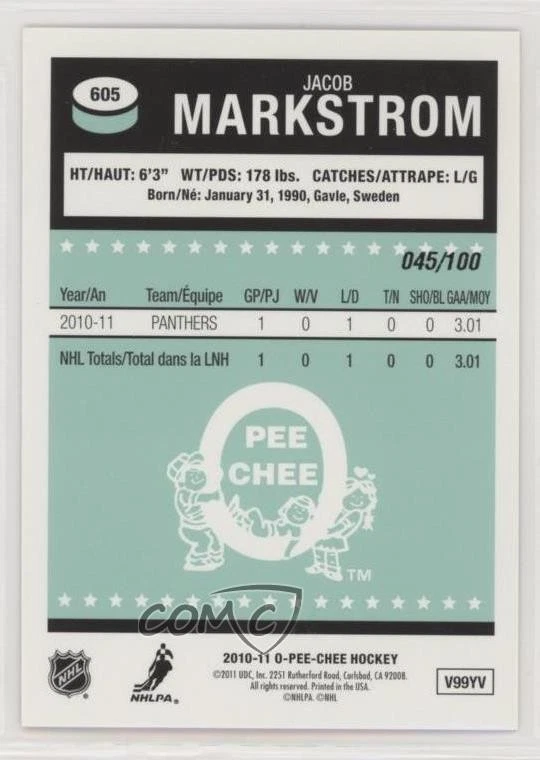 605
JACOB
MARKSTROM
HT/HAUT: 6'3" WT/PDS: 178 lbs. CATCHES/ATTRAPE: L/G
Born/Né: January 31, 1990, Gavle, Sweden
045/100
Year/An Team/Équipe GP/PJ W/V L/D T/N SHO/BL GAA/MOY
2010-11 PANTHERS 1 0 1 0 0 3.01
NHL Totals/Total dans la LNH 1 0 1 0 0 3.01
O
PEE
CHEE
TM
COMC
NHL
NHLPA.
2010-11 O-PEE-CHEE HOCKEY
©2011 UDC, Inc. 2251 Rutherford Road, Carlsbad, CA 92008.
All rights reserved. Printed in the USA.
©NHLPA. ©NHL
V99YV